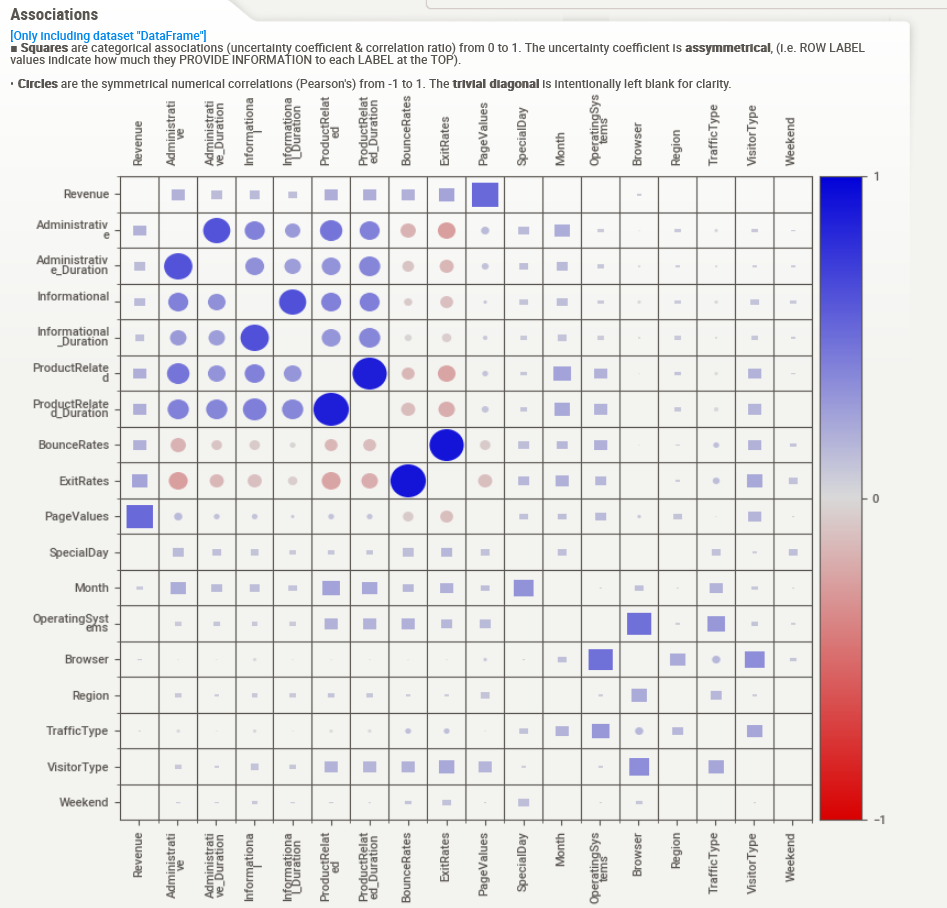 Associations
[Only including dataset "DataFrame"]
■ Squares are categorical associations (uncertainty coefficient & correlation ratio) from 0 to 1. The uncertainty coefficient is assymmetrical, (i.e. ROW LABEL
values indicate how much they PROVIDE INFORMATION to each LABEL at the TOP).
· Circles are the symmetrical numerical correlations (Pearson's) from -1 to 1. The trivial diagonal is intentionally left blank for clarity.
Revenue
Administrati
ve
Administrati
ve_Duration
Informationa
l
Informationa
l_Duration
ProductRelat
ed
ProductRelat
ed_Duration
BounceRates
ExitRates
PageValues
SpecialDay
Month
OperatingSys
tems
Browser
Region
TrafficType
VisitorType
Weekend
Revenue
Administrativ
e
Administrativ
e_Duration
Informational
Informational
_Duration
ProductRelate
d
ProductRelate
d_Duration
BounceRates
ExitRates
PageValues
SpecialDay
Month
OperatingSyst
ems
Browser
Region
TrafficType
VisitorType
Weekend
1
0
−1
Revenue
Administrati
ve
Administrati
ve_Duration
Informationa
l
Informationa
l_Duration
ProductRelat
ed
ProductRelat
ed_Duration
BounceRates
ExitRates
PageValues
SpecialDay
Month
OperatingSys
tems
Browser
Region
TrafficType
VisitorType
Weekend